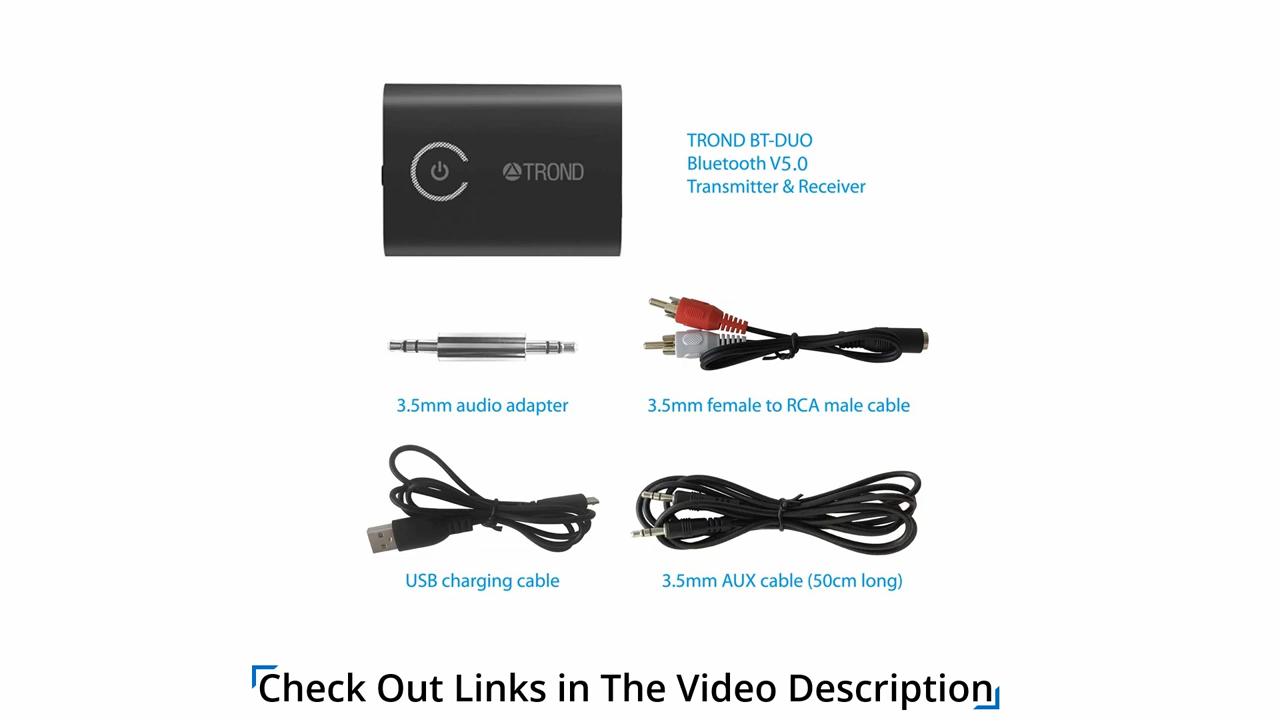 TROND
TROND BT-DUO
Bluetooth V5.0
Transmitter & Receiver
3.5mm audio adapter
3.5mm female to RCA male cable
USB charging cable
3.5mm AUX cable (50cm long)
Check Out Links in The Video Description